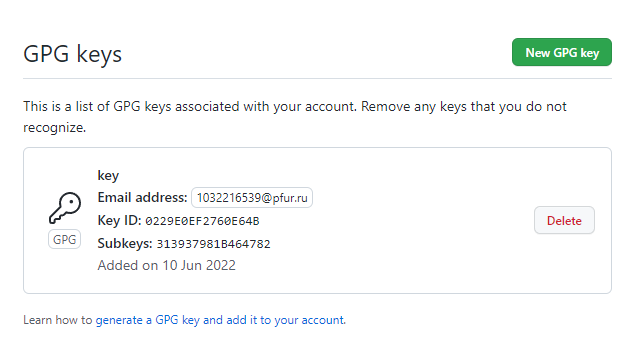 GPG keys
New GPG key
This is a list of GPG keys associated with your account. Remove any keys that you do not
recognize.
key
Email address: 1032216539@pfur.ru
Key ID: 0229E0EF2760E64B
Subkeys: 313937981B464782
Added on 10 Jun 2022
GPG
Delete
Learn how to generate a GPG key and add it to your account.